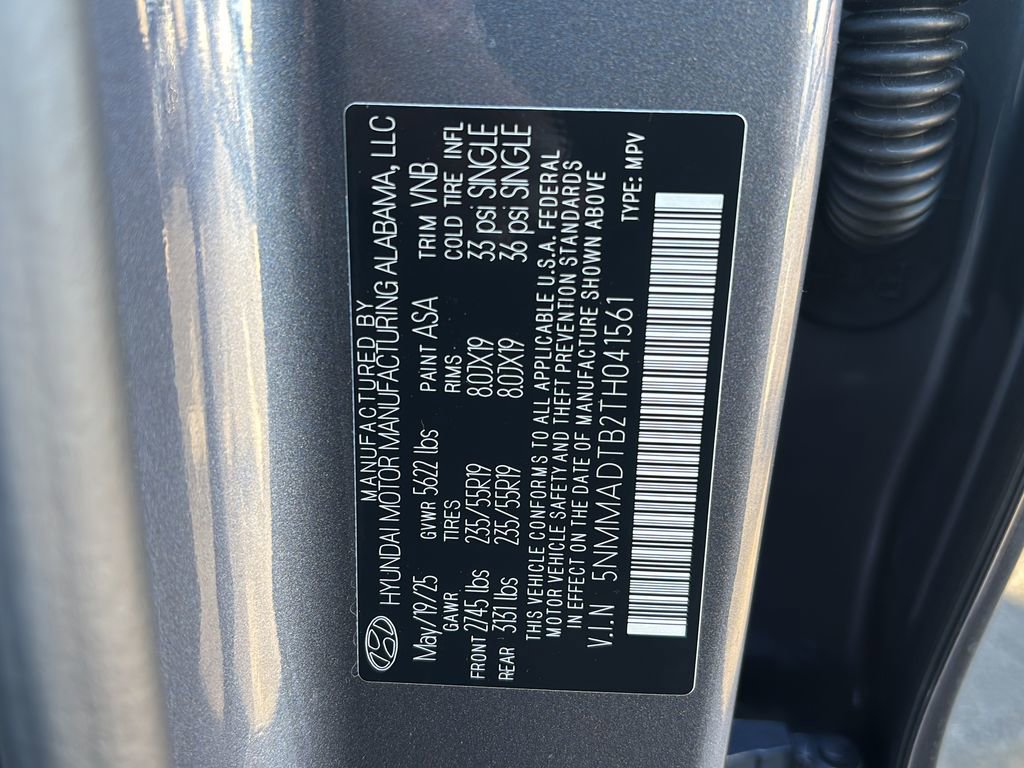 MANUFACTURED BY
HYUNDAI MOTOR MANUFACTURING ALABAMA, LLC
May/19/25 GVWR 5622 lbs PAINT ASA TRIM VNB
GAWR TIRES RIMS COLD TIRE INFL
FRONT 2745 lbs 235/55R19 8.0JX19 33 psi SINGLE
REAR 3131 lbs 235/55R19 8.0JX19 36 psi SINGLE
THIS VEHICLE CONFORMS TO ALL APPLICABLE U.S.A. FEDERAL
MOTOR VEHICLE SAFETY AND THEFT PREVENTION STANDARDS
IN EFFECT ON THE DATE OF MANUFACTURE SHOWN ABOVE
V.I.N 5NMMADTB2TH041561 TYPE: MPV